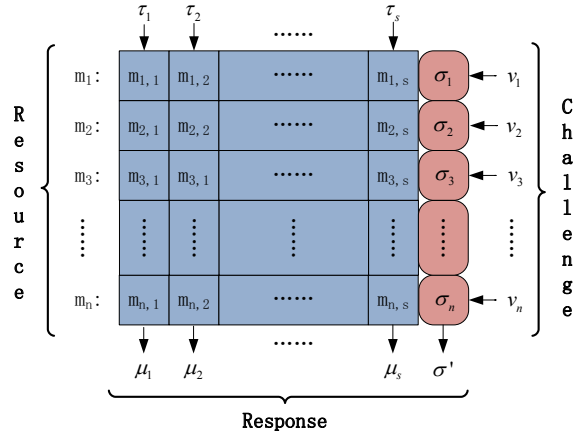 τ₁ τ₂ …… τₛ
m₁: m₁,₁ m₁,₂ …… m₁,ₛ σ₁ v₁
m₂: m₂,₁ m₂,₂ m₂,ₛ σ₂ v₂
m₃: m₃,₁ m₃,₁ …… m₃,ₛ σ₃ v₃
…… …… …… …… …… …… ……
mₙ: mₙ,₁ mₙ,₂ …… mₙ,ₛ σₙ vₙ
……
μ₁ μ₂ μₛ σ'
Resource
Challenge
Response